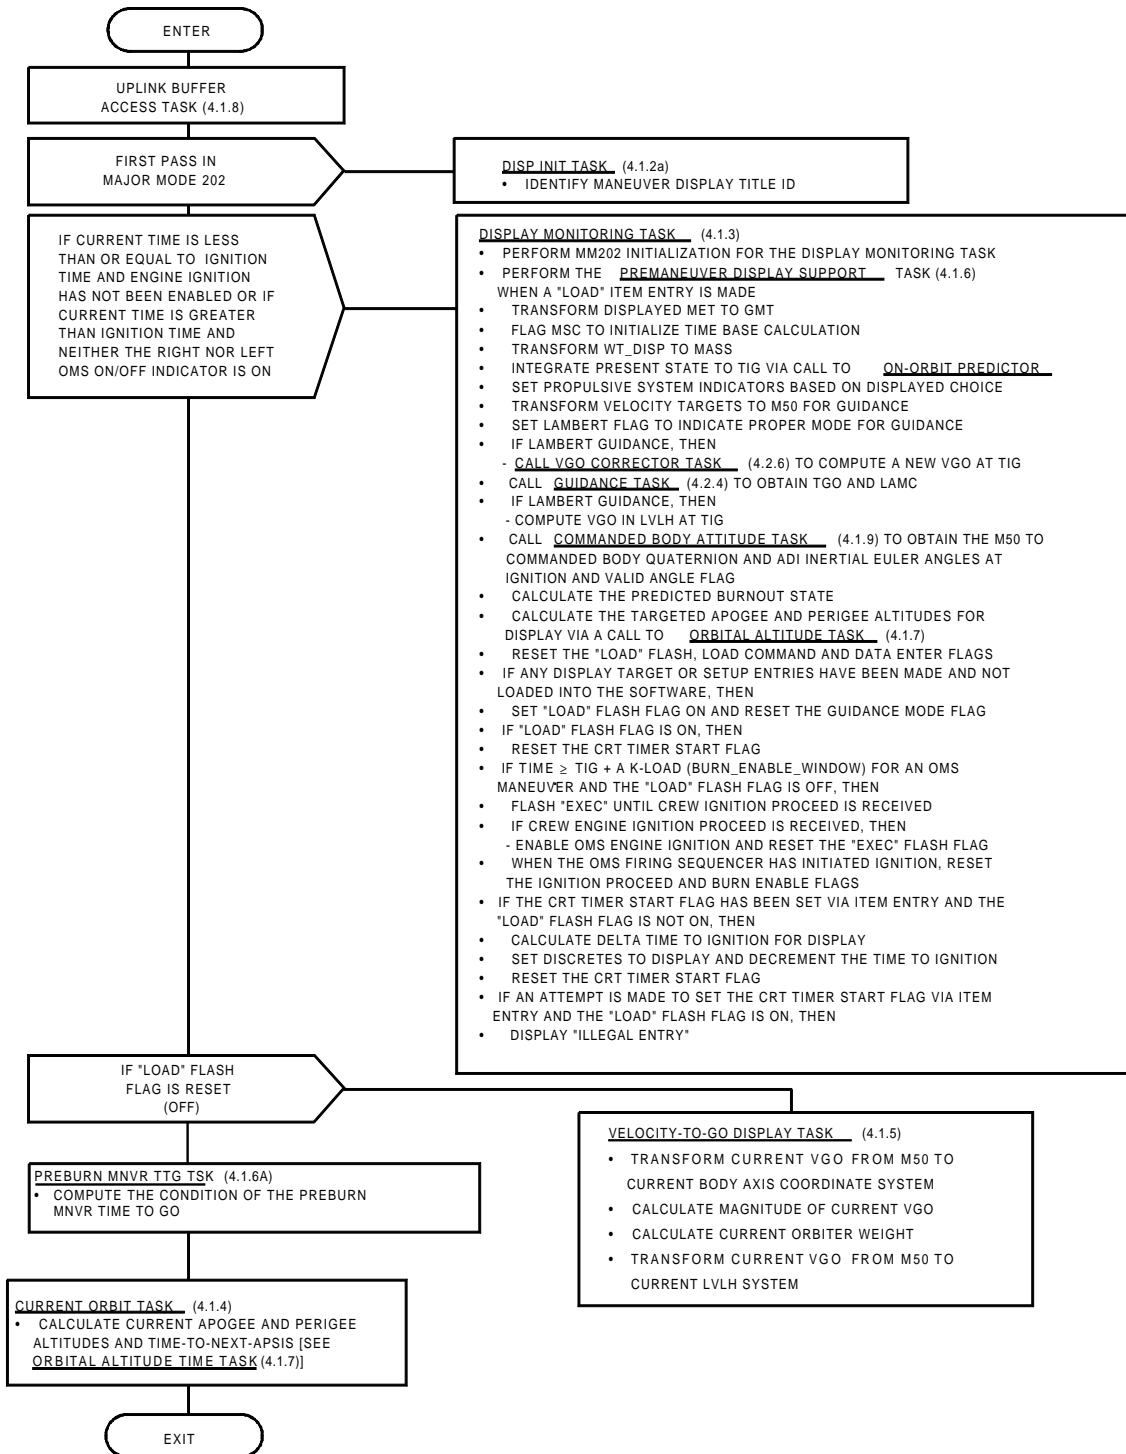 ENTER
UPLINK BUFFER
ACCESS TASK (4.1.8)
FIRST PASS IN
MAJOR MODE 202
DISP INIT TASK (4.1.2a)
• IDENTIFY MANEUVER DISPLAY TITLE ID
IF CURRENT TIME IS LESS
THAN OR EQUAL TO IGNITION
TIME AND ENGINE IGNITION
HAS NOT BEEN ENABLED OR IF
CURRENT TIME IS GREATER
THAN IGNITION TIME AND
NEITHER THE RIGHT NOR LEFT
OMS ON/OFF INDICATOR IS ON
DISPLAY MONITORING TASK (4.1.3)
• PERFORM MM202 INITIALIZATION FOR THE DISPLAY MONITORING TASK
• PERFORM THE PREMANEUVER DISPLAY SUPPORT TASK (4.1.6)
WHEN A "LOAD" ITEM ENTRY IS MADE
• TRANSFORM DISPLAYED MET TO GMT
• FLAG MSC TO INITIALIZE TIME BASE CALCULATION
• TRANSFORM WT_DISP TO MASS
• INTEGRATE PRESENT STATE TO TIG VIA CALL TO ON-ORBIT PREDICTOR
• SET PROPULSIVE SYSTEM INDICATORS BASED ON DISPLAYED CHOICE
• TRANSFORM VELOCITY TARGETS TO M50 FOR GUIDANCE
• SET LAMBERT FLAG TO INDICATE PROPER MODE FOR GUIDANCE
• IF LAMBERT GUIDANCE, THEN
- CALL VGO CORRECTOR TASK (4.2.6) TO COMPUTE A NEW VGO AT TIG
• CALL GUIDANCE TASK (4.2.4) TO OBTAIN TGO AND LAMC
• IF LAMBERT GUIDANCE, THEN
- COMPUTE VGO IN LVLH AT TIG
• CALL COMMANDED BODY ATTITUDE TASK (4.1.9) TO OBTAIN THE M50 TO
COMMANDED BODY QUATERNION AND ADI INERTIAL EULER ANGLES AT
IGNITION AND VALID ANGLE FLAG
• CALCULATE THE PREDICTED BURNOUT STATE
• CALCULATE THE TARGETED APOGEE AND PERIGEE ALTITUDES FOR
DISPLAY VIA A CALL TO ORBITAL ALTITUDE TASK (4.1.7)
• RESET THE "LOAD" FLASH, LOAD COMMAND AND DATA ENTER FLAGS
• IF ANY DISPLAY TARGET OR SETUP ENTRIES HAVE BEEN MADE AND NOT
LOADED INTO THE SOFTWARE, THEN
• SET "LOAD" FLASH FLAG ON AND RESET THE GUIDANCE MODE FLAG
• IF "LOAD" FLASH FLAG IS ON, THEN
• RESET THE CRT TIMER START FLAG
• IF TIME ≥ TIG + A K-LOAD (BURN_ENABLE_WINDOW) FOR AN OMS
MANEUVER AND THE "LOAD" FLASH FLAG IS OFF, THEN
• FLASH "EXEC" UNTIL CREW IGNITION PROCEED IS RECEIVED
• IF CREW ENGINE IGNITION PROCEED IS RECEIVED, THEN
- ENABLE OMS ENGINE IGNITION AND RESET THE "EXEC" FLASH FLAG
• WHEN THE OMS FIRING SEQUENCER HAS INITIATED IGNITION, RESET
THE IGNITION PROCEED AND BURN ENABLE FLAGS
• IF THE CRT TIMER START FLAG HAS BEEN SET VIA ITEM ENTRY AND THE
"LOAD" FLASH FLAG IS NOT ON, THEN
• CALCULATE DELTA TIME TO IGNITION FOR DISPLAY
• SET DISCRETES TO DISPLAY AND DECREMENT THE TIME TO IGNITION
• RESET THE CRT TIMER START FLAG
• IF AN ATTEMPT IS MADE TO SET THE CRT TIMER START FLAG VIA ITEM
ENTRY AND THE "LOAD" FLASH FLAG IS ON, THEN
• DISPLAY "ILLEGAL ENTRY"
IF "LOAD" FLASH
FLAG IS RESET
(OFF)
VELOCITY-TO-GO DISPLAY TASK (4.1.5)
• TRANSFORM CURRENT VGO FROM M50 TO
CURRENT BODY AXIS COORDINATE SYSTEM
• CALCULATE MAGNITUDE OF CURRENT VGO
• CALCULATE CURRENT ORBITER WEIGHT
• TRANSFORM CURRENT VGO FROM M50 TO
CURRENT LVLH SYSTEM
PREBURN MNVR TTG TSK (4.1.6A)
• COMPUTE THE CONDITION OF THE PREBURN
MNVR TIME TO GO
CURRENT ORBIT TASK (4.1.4)
• CALCULATE CURRENT APOGEE AND PERIGEE
ALTITUDES AND TIME-TO-NEXT-APSIS [SEE
ORBITAL ALTITUDE TIME TASK (4.1.7)]
EXIT